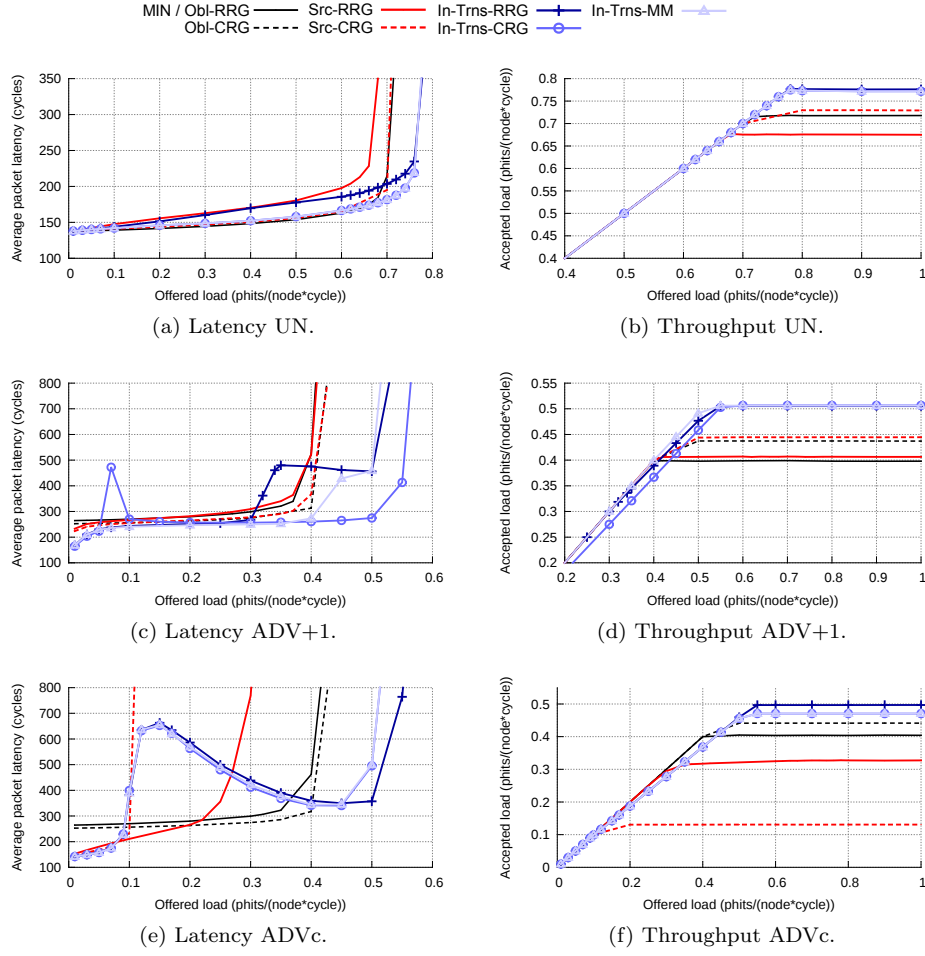 MIN / Obl-RRG Src-RRG In-Trns-RRG In-Trns-MM
Obl-CRG Src-CRG In-Trns-CRG
Average packet latency (cycles)
350
300
250
200
150
100
0 0.1 0.2 0.3 0.4 0.5 0.6 0.7 0.8
Offered load (phits/(node*cycle))
(a) Latency UN.
Accepted load (phits/(node*cycle))
0.8
0.75
0.7
0.65
0.6
0.55
0.5
0.45
0.4
0.4 0.5 0.6 0.7 0.8 0.9 1
Offered load (phits/(node*cycle))
(b) Throughput UN.
Average packet latency (cycles)
800
700
600
500
400
300
200
100
0 0.1 0.2 0.3 0.4 0.5 0.6
Offered load (phits/(node*cycle))
(c) Latency ADV+1.
Accepted load (phits/(node*cycle))
0.55
0.5
0.45
0.4
0.35
0.3
0.25
0.2
0.2 0.3 0.4 0.5 0.6 0.7 0.8 0.9 1
Offered load (phits/(node*cycle))
(d) Throughput ADV+1.
Average packet latency (cycles)
800
700
600
500
400
300
200
100
0 0.1 0.2 0.3 0.4 0.5 0.6
Offered load (phits/(node*cycle))
(e) Latency ADVc.
Accepted load (phits/(node*cycle))
0.5
0.4
0.3
0.2
0.1
0
0 0.2 0.4 0.6 0.8 1
Offered load (phits/(node*cycle))
(f) Throughput ADVc.